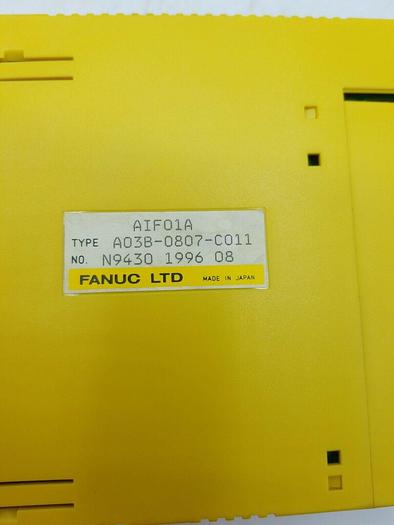 AIF01A
TYPE A03B-0807-C011
NO. N9430 1996 08
FANUC LTD MADE IN JAPAN